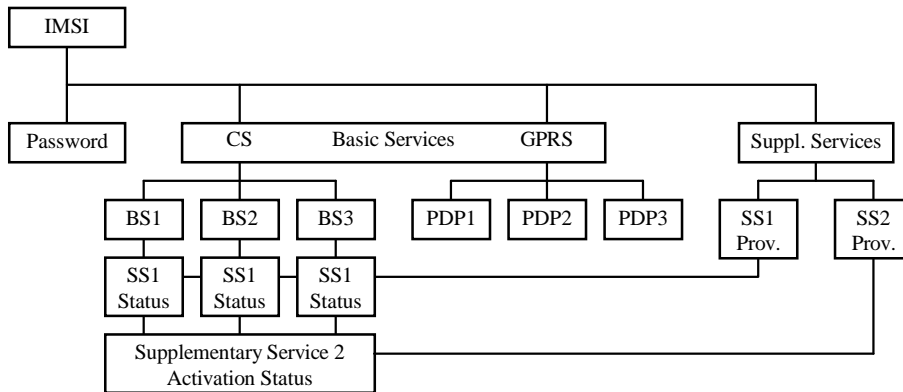 IMSI
Password
CS Basic Services GPRS
Suppl. Services
BS1
BS2
BS3
PDP1
PDP2
PDP3
SS1
Prov.
SS2
Prov.
SS1
Status
SS1
Status
SS1
Status
Supplementary Service 2
Activation Status